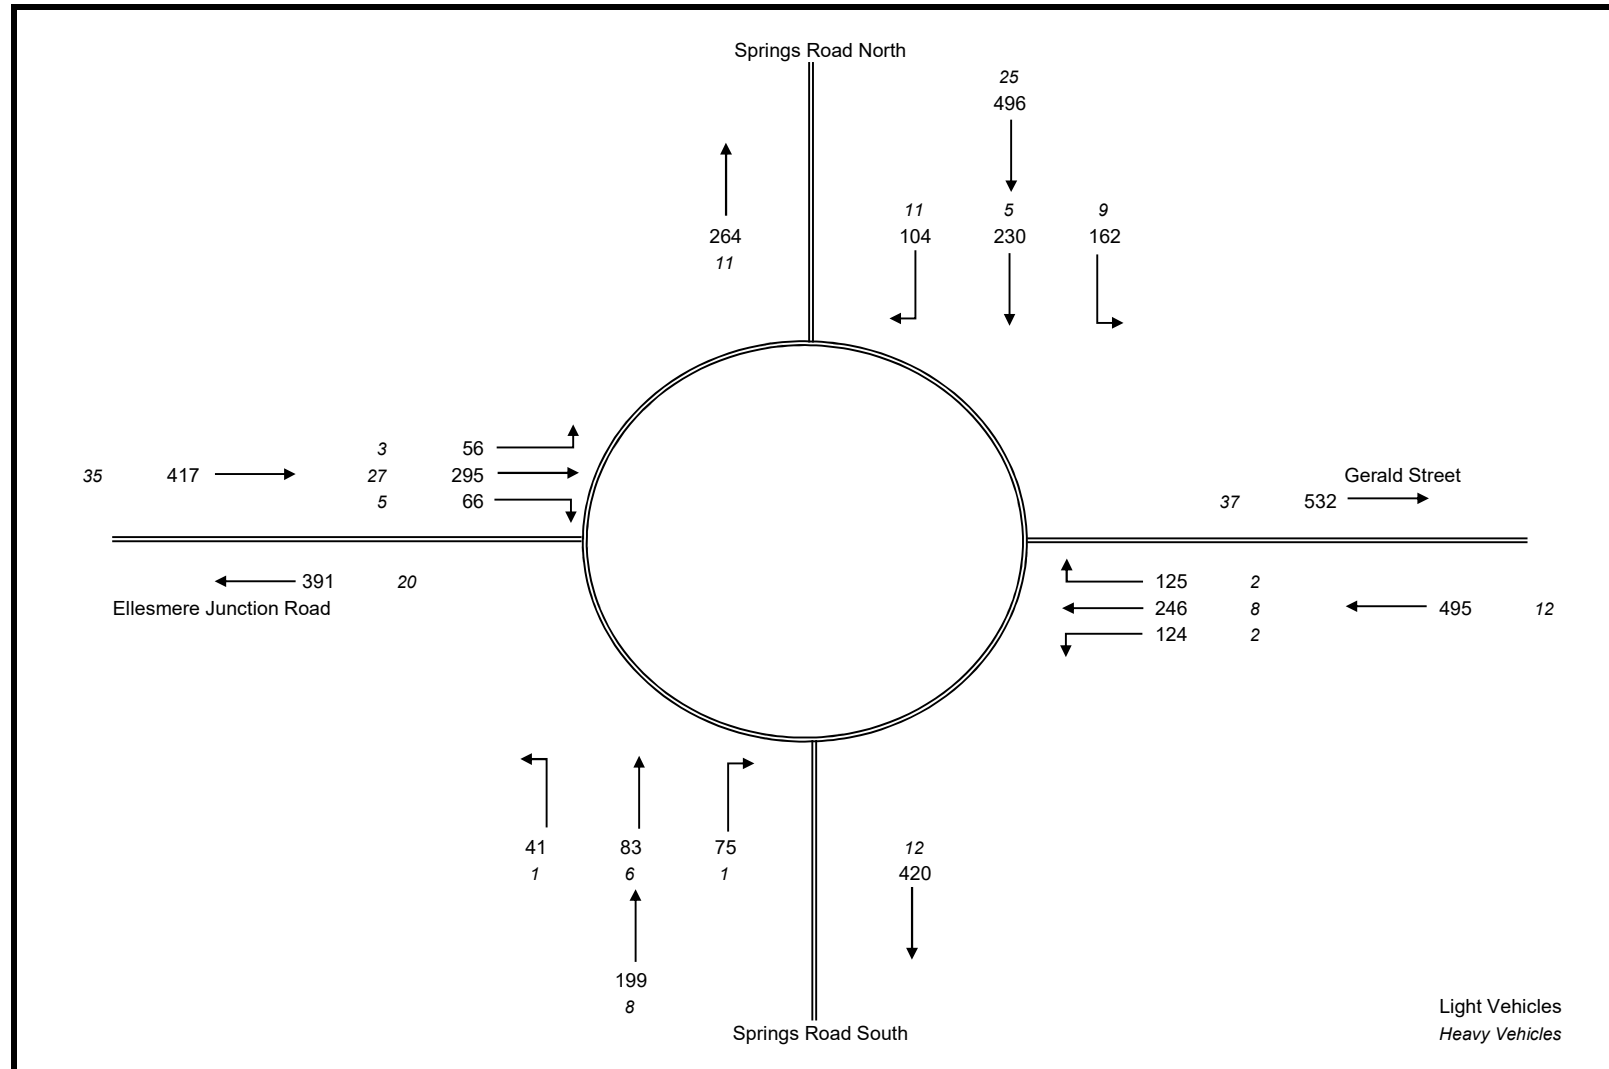 Springs Road North
25
496
11 5 9
264 104 230 162
11
3 56
35 417 27 295 Gerald Street
5 66 37 532
391 20 125 2
Ellesmere Junction Road 246 8 495 12
124 2
41 83 75 12
1 6 1 420
199
8 Light Vehicles
Springs Road South Heavy Vehicles